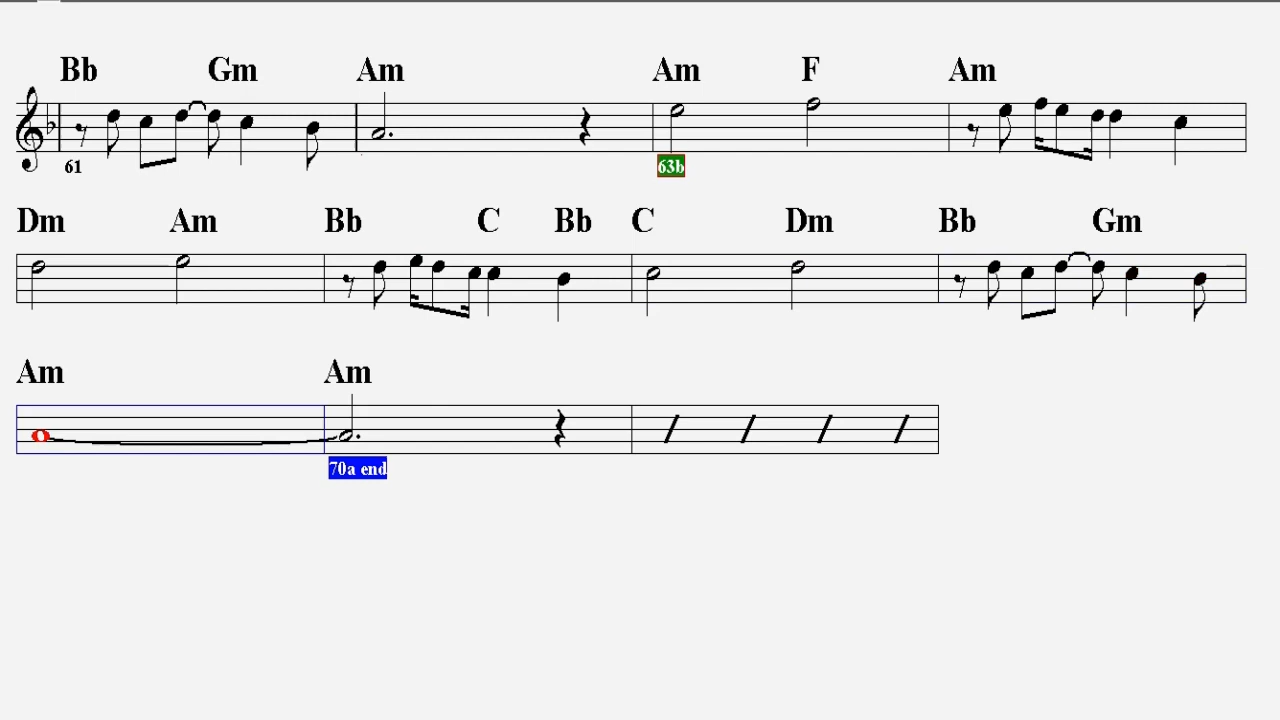 Bb Gm Am Am F Am
61 63b
Dm Am Bb C Bb C Dm Bb Gm
Am Am
70a end